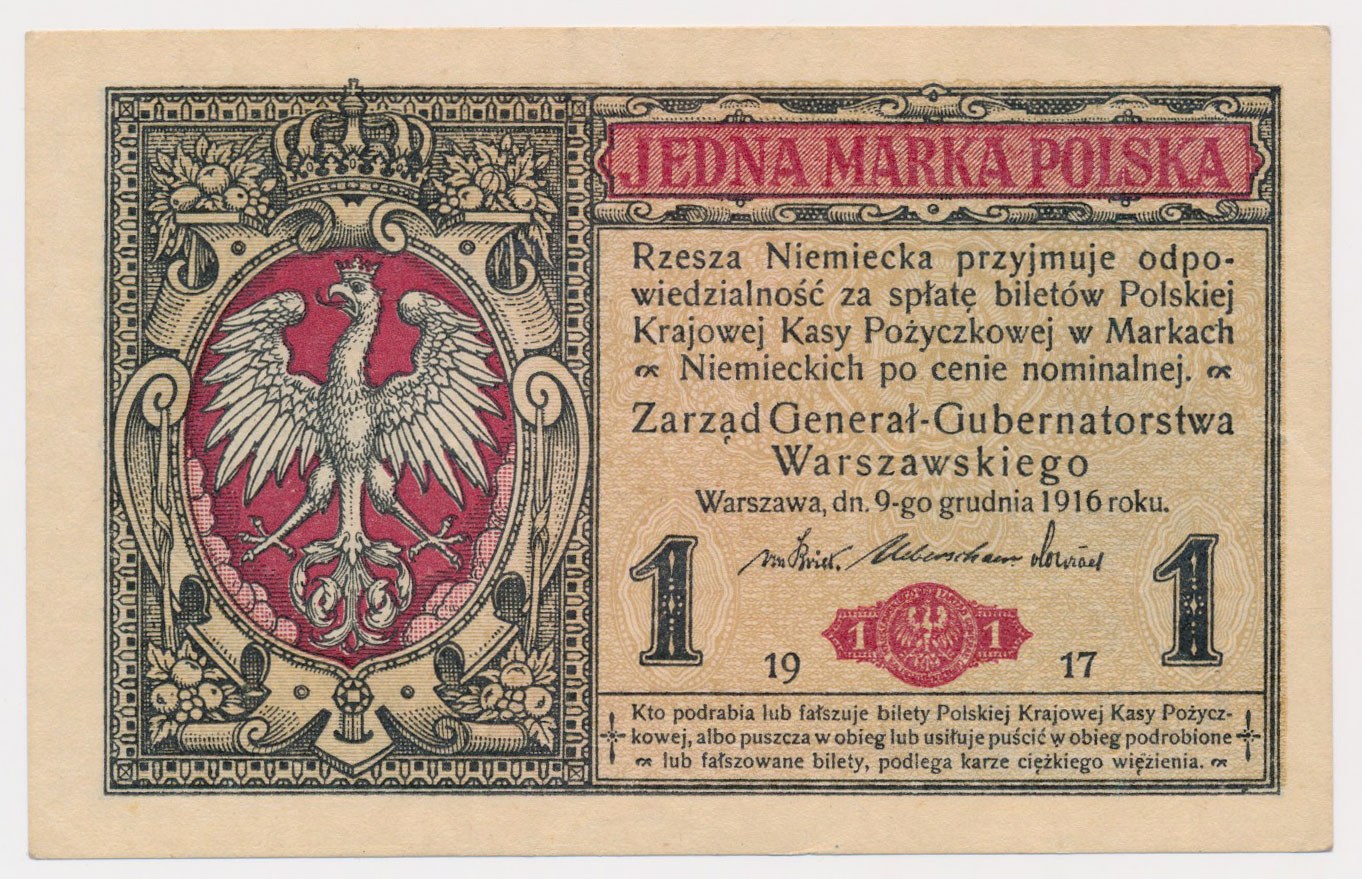 JEDNA MARKA POLSKA
Rzesza Niemiecka przyjmuje odpo-
wiedzialność za spłatę biletów Polskiej
Krajowej Kasy Pożyczkowej w Markach
Niemieckich po cenie nominalnej.
Zarząd Generał-Gubernatorstwa
Warszawskiego
Warszawa, dn. 9-go grudnia 1916 roku.
1 1
1 1
19 17
Kto podrabia lub fałszuje bilety Polskiej Krajowej Kasy Pożycz-
kowej, albo puszcza w obieg lub usiłuje puścić w obieg podrobione
lub fałszowane bilety, podlega karze ciężkiego więzienia.